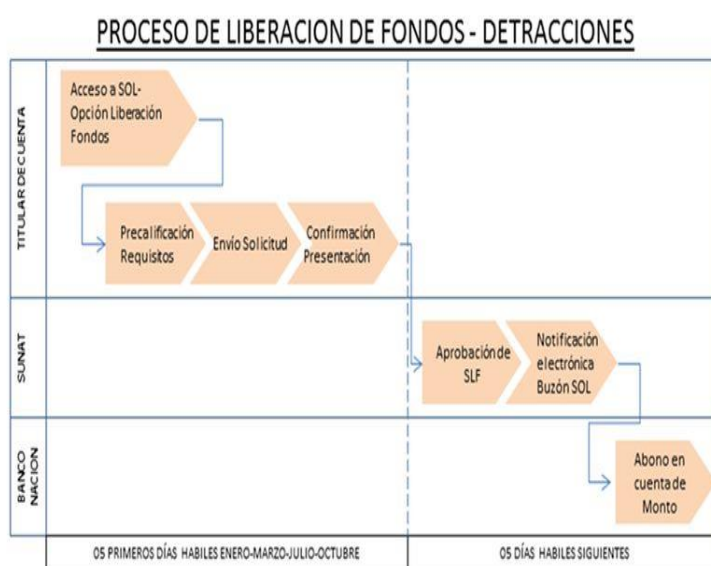 PROCESO DE LIBERACION DE FONDOS - DETRACCIONES
TITULAR DE CUENTA
Acceso a SOL-
Opción Liberación
Fondos
Precalificación
Requisitos
Envío Solicitud
Confirmación
Presentación
SUNAT
Aprobación de
SLF
Notificación
electrónica
Buzón SOL
BANCO
NACION
Abono en
cuenta de
Monto
05 PRIMEROS DÍAS HABILES ENERO-MARZO-JULIO-OCTUBRE
05 DÍAS HABILES SIGUIENTES